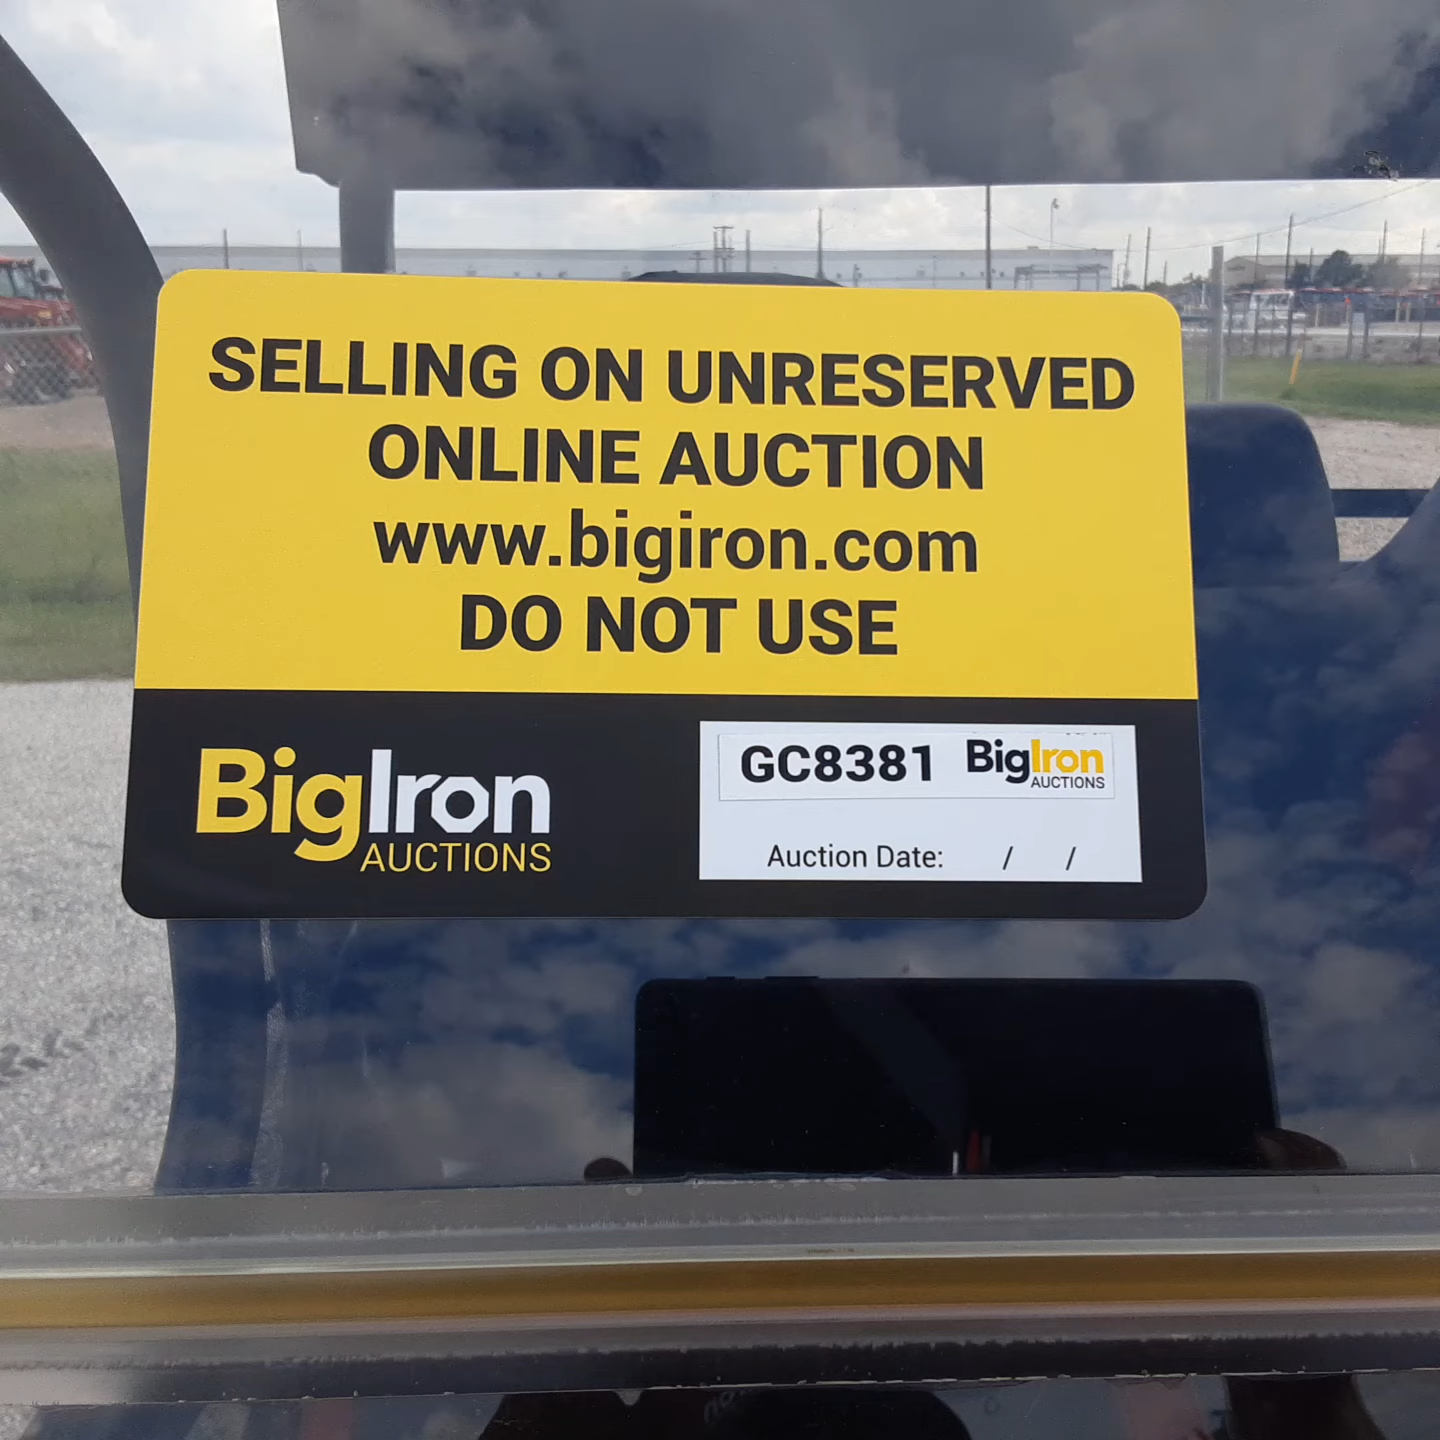 SELLING ON UNRESERVED
ONLINE AUCTION
www.bigiron.com
DO NOT USE
BigIron
AUCTIONS
GC8381 BigIron
AUCTIONS
Auction Date: / /